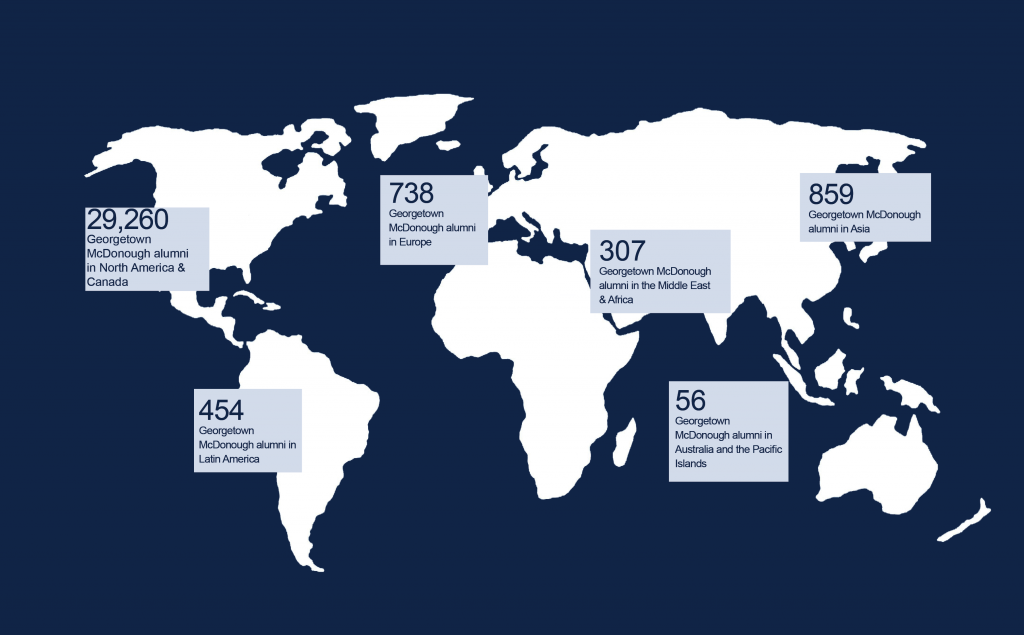 738
Georgetown
McDonough alumni
in Europe
859
Georgetown McDonough
alumni in Asia
29,260
Georgetown
McDonough alumni
in North America &
Canada
307
Georgetown McDonough
alumni in the Middle East
& Africa
454
Georgetown
McDonough alumni in
Latin America
56
Georgetown
McDonough alumni in
Australia and the Pacific
Islands